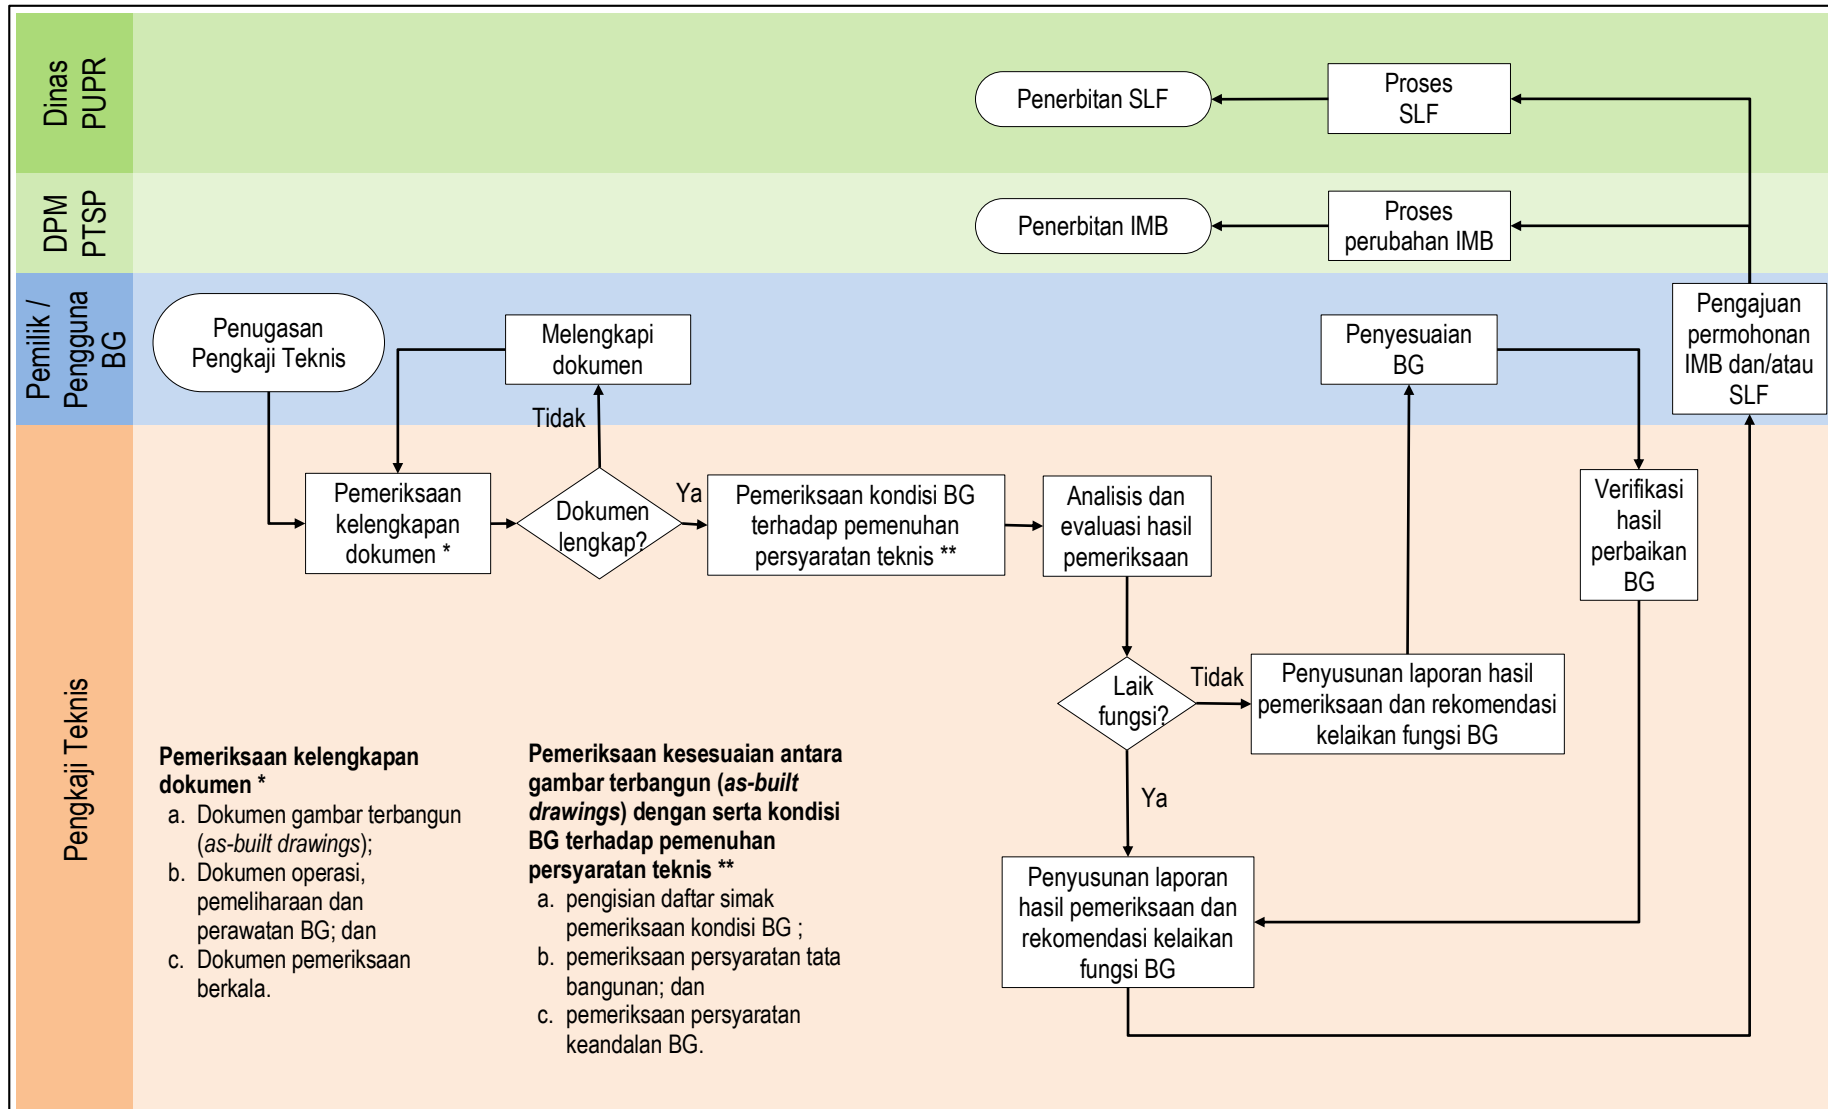 Dinas
PUPR
Penerbitan SLF
Proses
SLF
DPM
PTSP
Penerbitan IMB
Proses
perubahan IMB
Pemilik /
Pengguna
BG
Penugasan
Pengkaji Teknis
Melengkapi
dokumen
Penyesuaian
BG
Pengajuan
permohonan
IMB dan/atau
SLF
Tidak
Pengkaji Teknis
Pemeriksaan
kelengkapan
dokumen *
Dokumen
lengkap?
Ya
Pemeriksaan kondisi BG
terhadap pemenuhan
persyaratan teknis **
Analisis dan
evaluasi hasil
pemeriksaan
Verifikasi
hasil
perbaikan
BG
Laik
fungsi?
Tidak
Penyusunan laporan hasil
pemeriksaan dan rekomendasi
kelaikan fungsi BG
Ya
Penyusunan laporan
hasil pemeriksaan dan
rekomendasi kelaikan
fungsi BG
Pemeriksaan kelengkapan
dokumen *
a. Dokumen gambar terbangun
(as-built drawings);
b. Dokumen operasi,
pemeliharaan dan
perawatan BG; dan
c. Dokumen pemeriksaan
berkala.
Pemeriksaan kesesuaian antara
gambar terbangun (as-built
drawings) dengan serta kondisi
BG terhadap pemenuhan
persyaratan teknis **
a. pengisian daftar simak
pemeriksaan kondisi BG ;
b. pemeriksaan persyaratan tata
bangunan; dan
c. pemeriksaan persyaratan
keandalan BG.